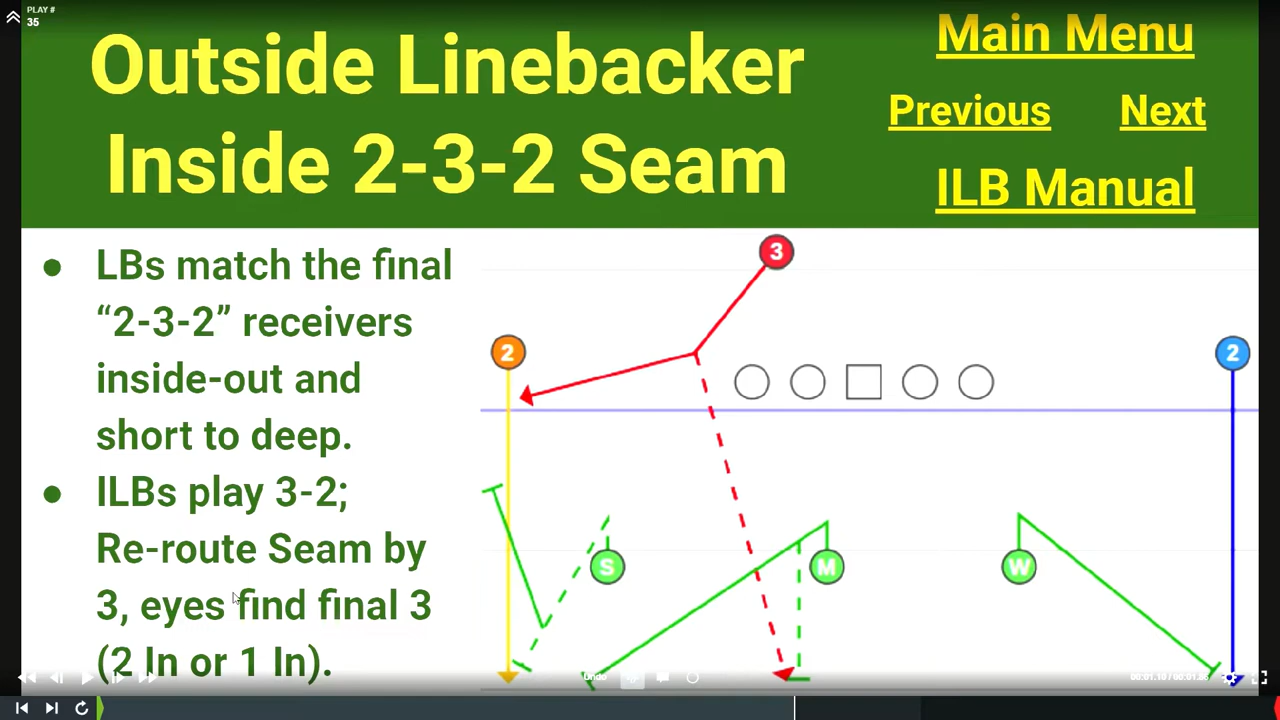 PLAY #
35
Outside Linebacker
Inside 2-3-2 Seam
Main Menu
Previous Next
ILB Manual
● LBs match the final
“2-3-2” receivers
inside-out and
short to deep.
● ILBs play 3-2;
Re-route Seam by
3, eyes find final 3
(2 In or 1 In).
3
2
2
S
M
W
Undo